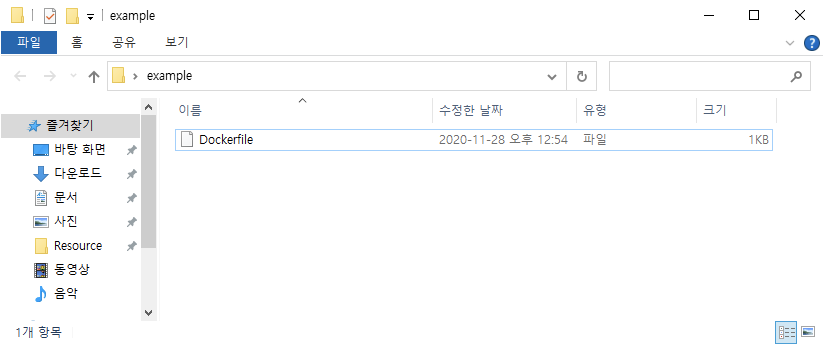 example
파일 홈 공유 보기
example
이름 수정한 날짜 유형 크기
즐겨찾기
Dockerfile 2020-11-28 오후 12:54 파일 1KB
바탕 화면
다운로드
문서
사진
Resource
동영상
음악
1개 항목